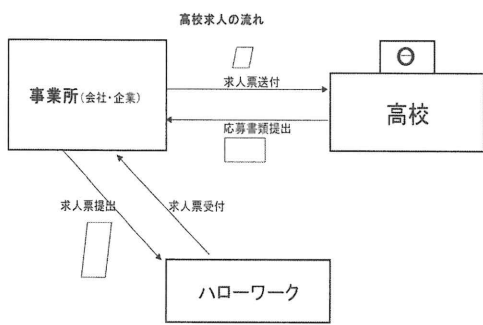 高校求人の流れ
事業所(会社・企業)
求人票送付
高校
応募書類提出
求人票提出
求人票受付
ハローワーク